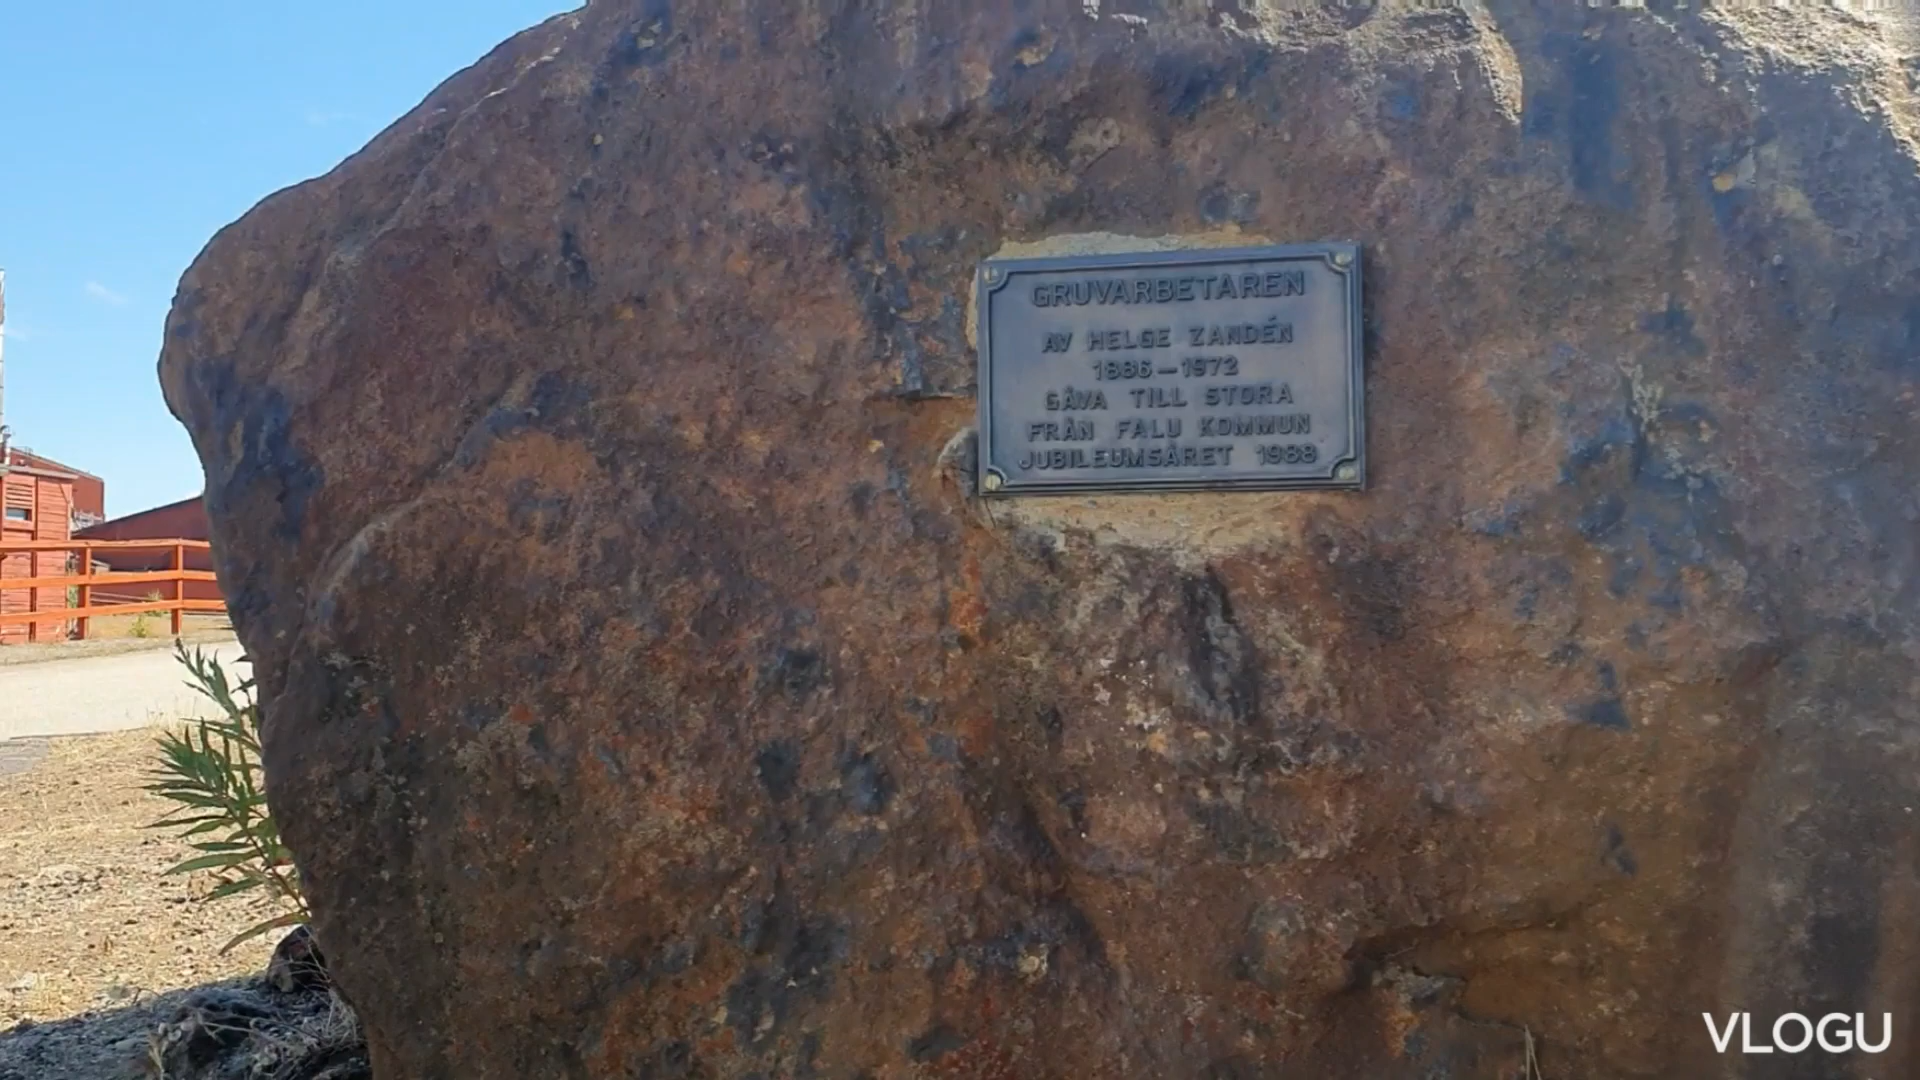 GRUVARBETAREN
AV HELGE ZANDÉN
1886–1972
GÅVA TILL STORA
FRÅN FALU KOMMUN
JUBILEUMSÅRET 1988
VLOGU